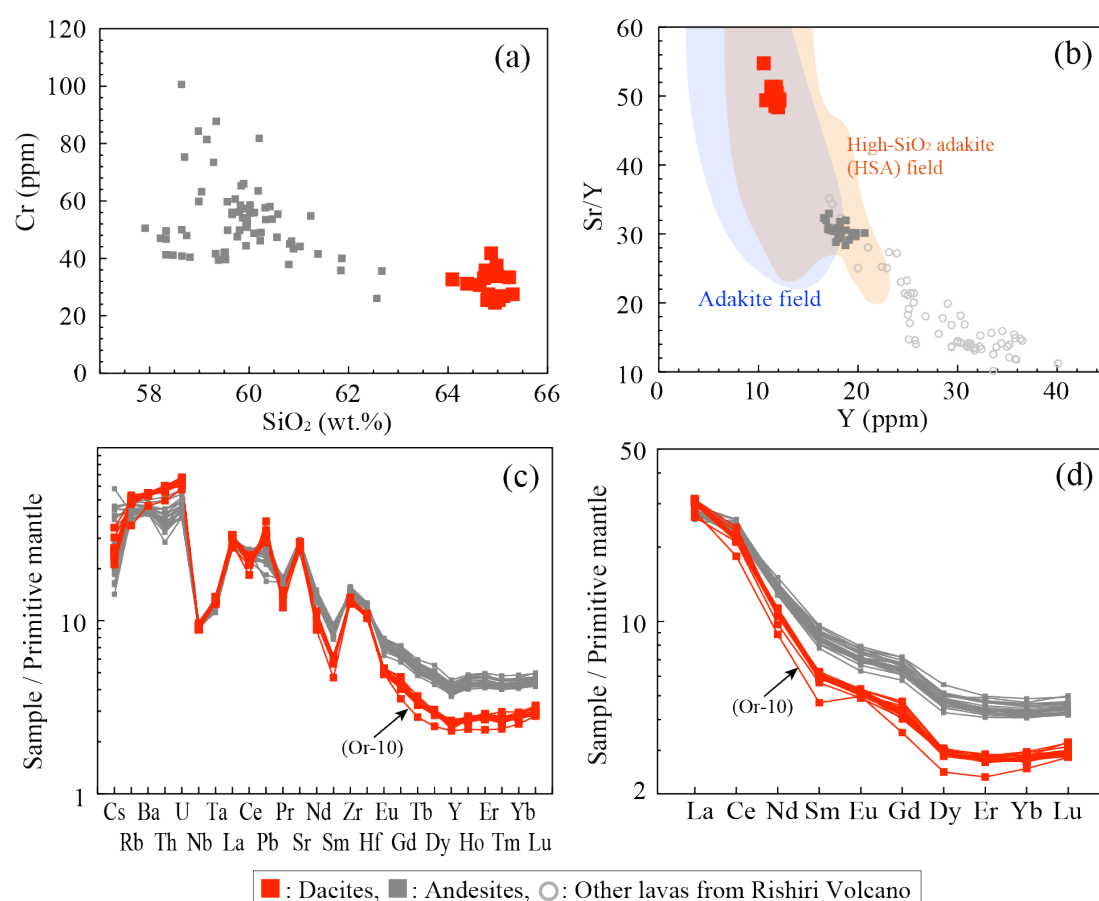 (a)
120
100
80
60
40
20
0
Cr (ppm)
58
60
62
64
66
SiO₂ (wt.%)
(b)
60
50
40
30
20
10
Sr/Y
High-SiO₂ adakite
(HSA) field
Adakite field
0
10
20
30
40
Y (ppm)
(c)
10
1
Sample / Primitive mantle
(Or-10)
Cs Ba U Ta Ce Pr Nd Zr Eu Tb Y Er Yb
Rb Th Nb La Pb Sr Sm Hf Gd Dy Ho Tm Lu
(d)
50
10
2
Sample / Primitive mantle
(Or-10)
La Ce Nd Sm Eu Gd Dy Er Yb Lu
: Dacites, : Andesites, : Other lavas from Rishiri Volcano